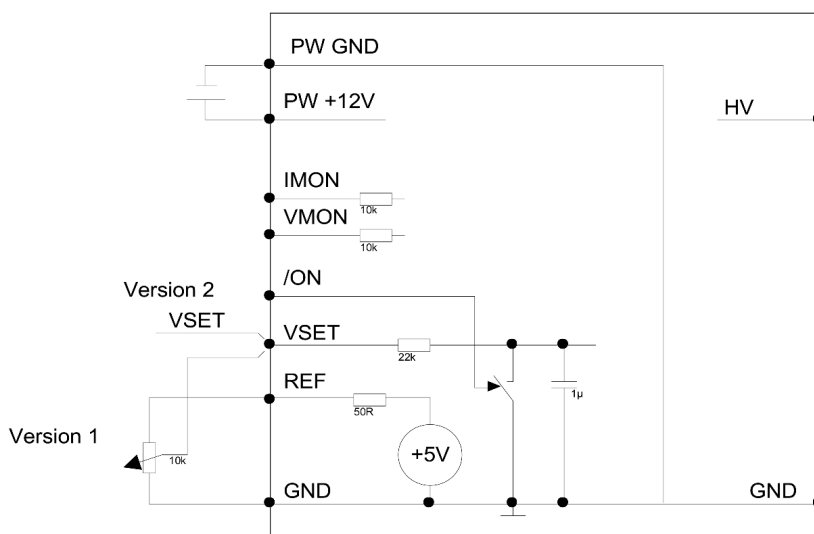 PW GND
PW +12V
HV
IMON
10k
VMON
10k
/ON
Version 2
VSET
VSET
22k
REF
50R
1µ
Version 1
10k
+5V
GND
GND